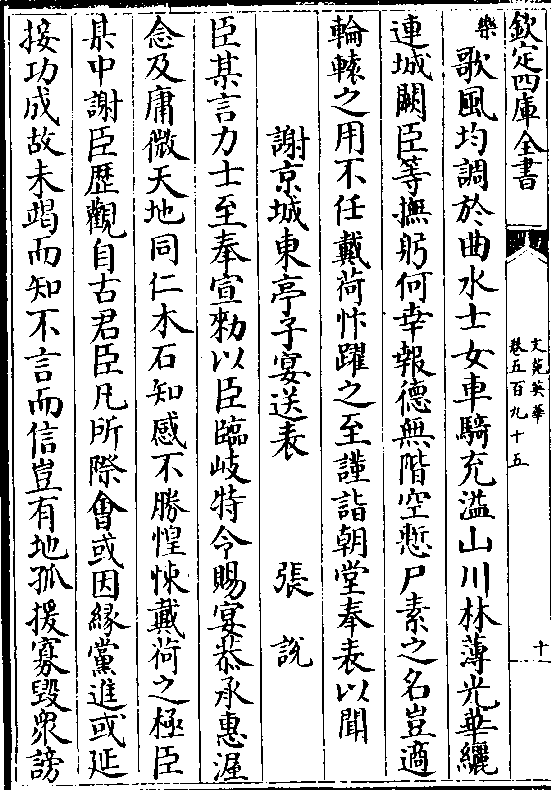 欽定四庫全書
文苑英華
卷五百九十五
十
樂
歌風均調於曲水士女車騎充溢山川林薄光華纚
連城闕臣等撫躬何幸報德無階空慙尸素之名豈適
輪轅之用不任戴荷忭躍之至謹詣朝堂奉表以聞
謝京城東亭子宴送表 張說
臣某言力士至奉宣勑以臣臨岐特令賜宴恭承惠渥
念及庸微天地同仁木石知感不勝惶悚戴荷之極臣
某中謝臣歴觀自古君臣凡所際會或因緣黨進或延
接功成故未竭而知不言而信豈有地孤援寡毀衆謗